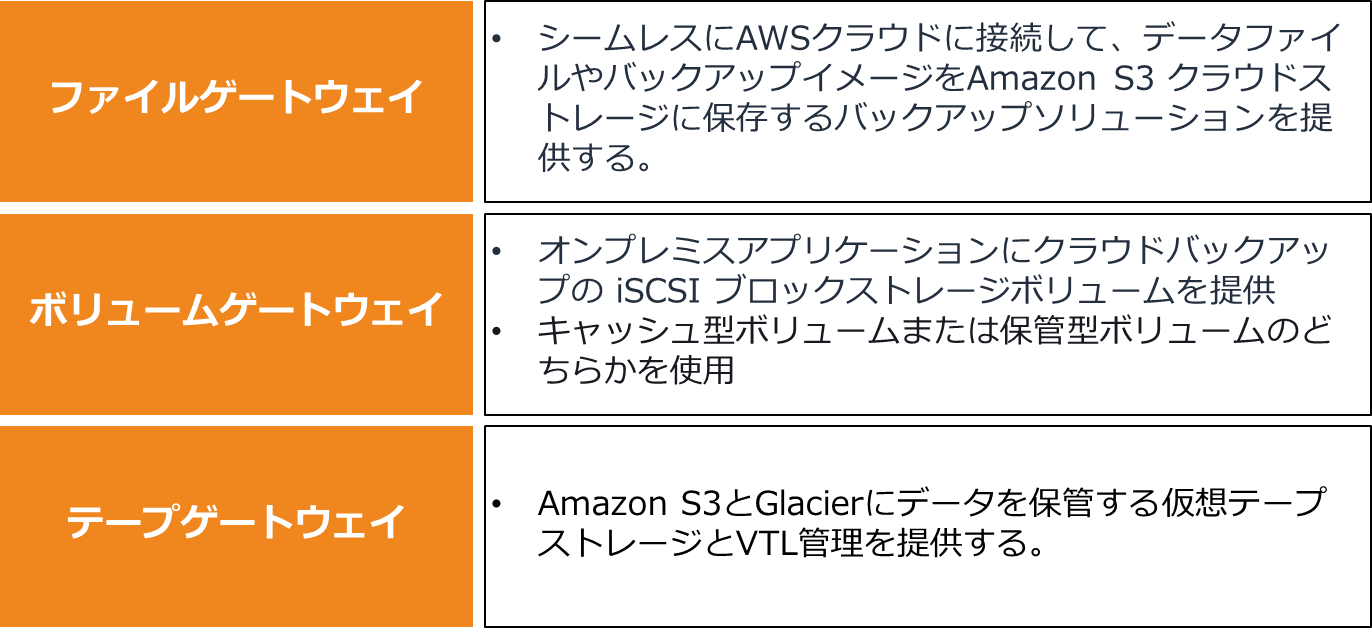 ファイルゲートウェイ
• シームレスにAWSクラウドに接続して、データファイ
ルやバックアップイメージをAmazon S3 クラウドス
トレージに保存するバックアップソリューションを提
供する。
ボリュームゲートウェイ
• オンプレミスアプリケーションにクラウドバックアッ
プの iSCSI ブロックストレージボリュームを提供
• キャッシュ型ボリュームまたは保管型ボリュームのど
ちらかを使用
テープゲートウェイ
• Amazon S3とGlacierにデータを保管する仮想テープ
ストレージとVTL管理を提供する。